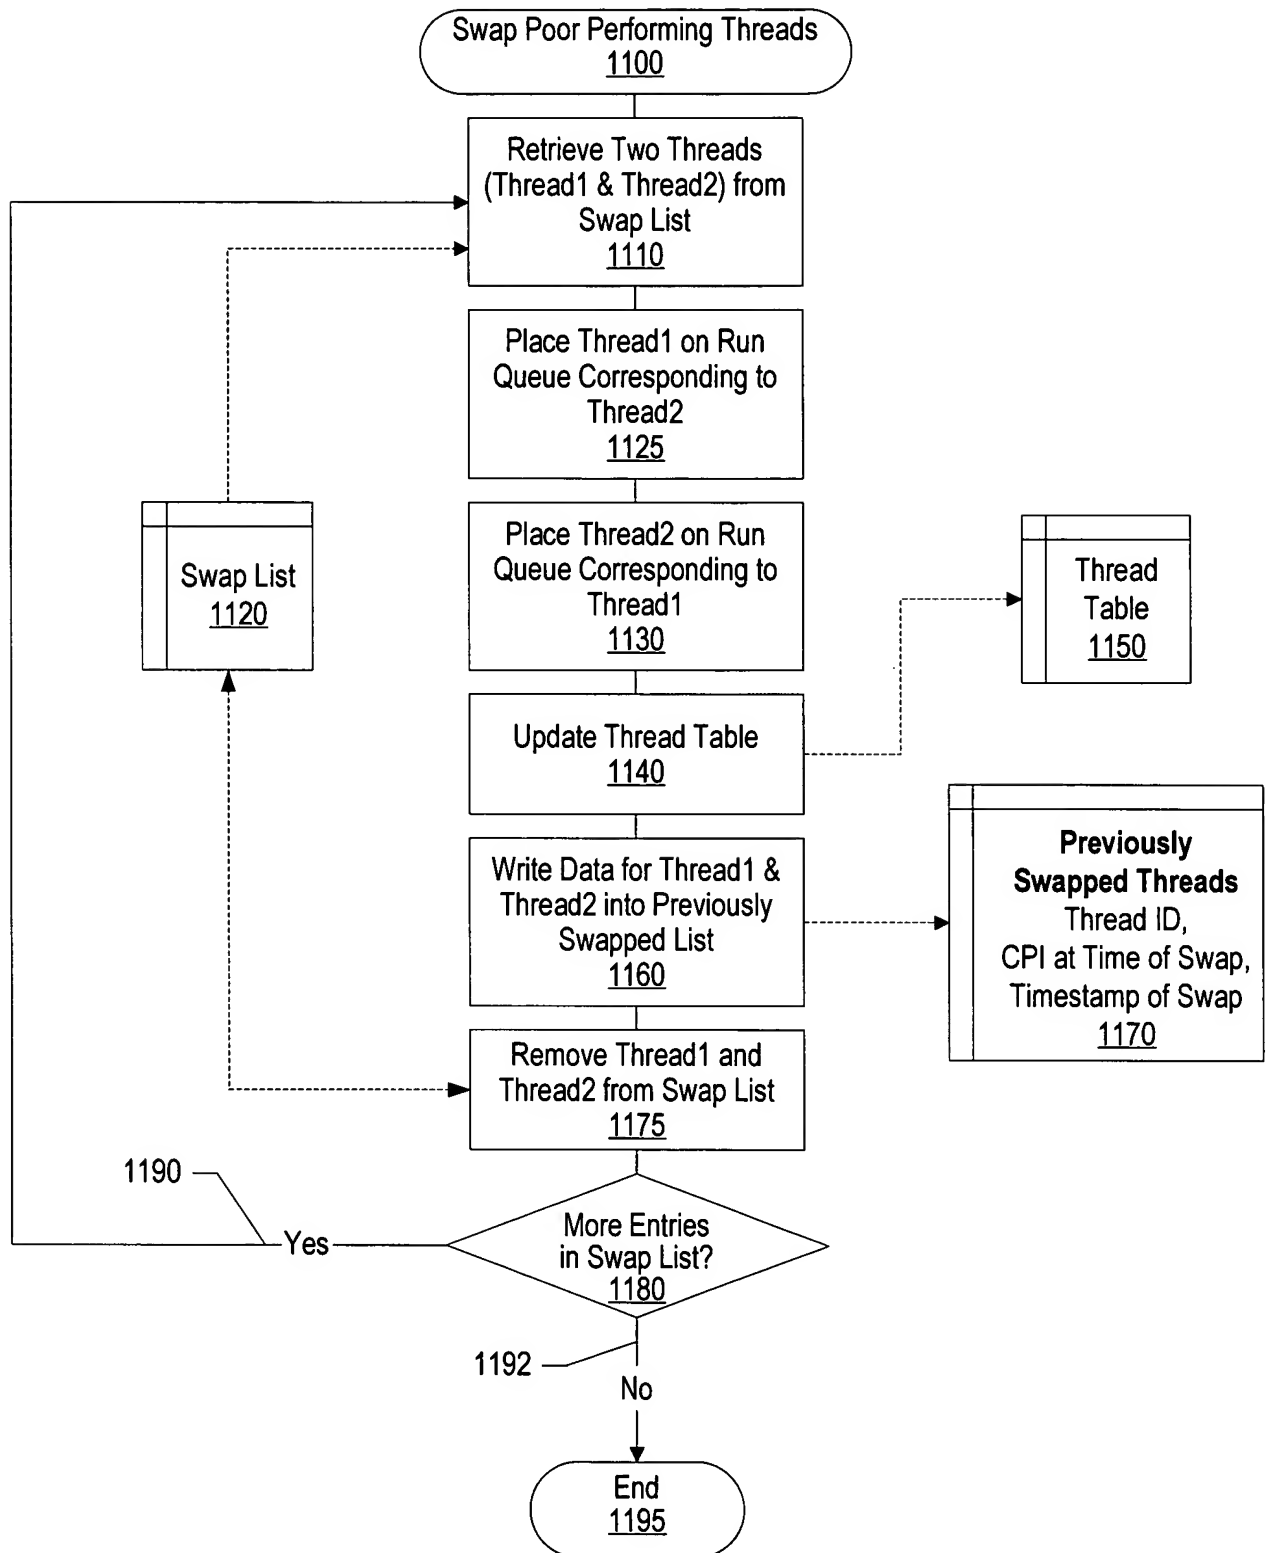 Swap Poor Performing Threads
1100
Retrieve Two Threads
(Thread1 & Thread2) from
Swap List
1110
Place Thread1 on Run
Queue Corresponding to
Thread2
1125
Place Thread2 on Run
Queue Corresponding to
Thread1
1130
Swap List
1120
Thread
Table
1150
Update Thread Table
1140
Write Data for Thread1 &
Thread2 into Previously
Swapped List
1160
Previously
Swapped Threads
Thread ID,
CPI at Time of Swap,
Timestamp of Swap
1170
Remove Thread1 and
Thread2 from Swap List
1175
1190
Yes
More Entries
in Swap List?
1180
1192
No
End
1195